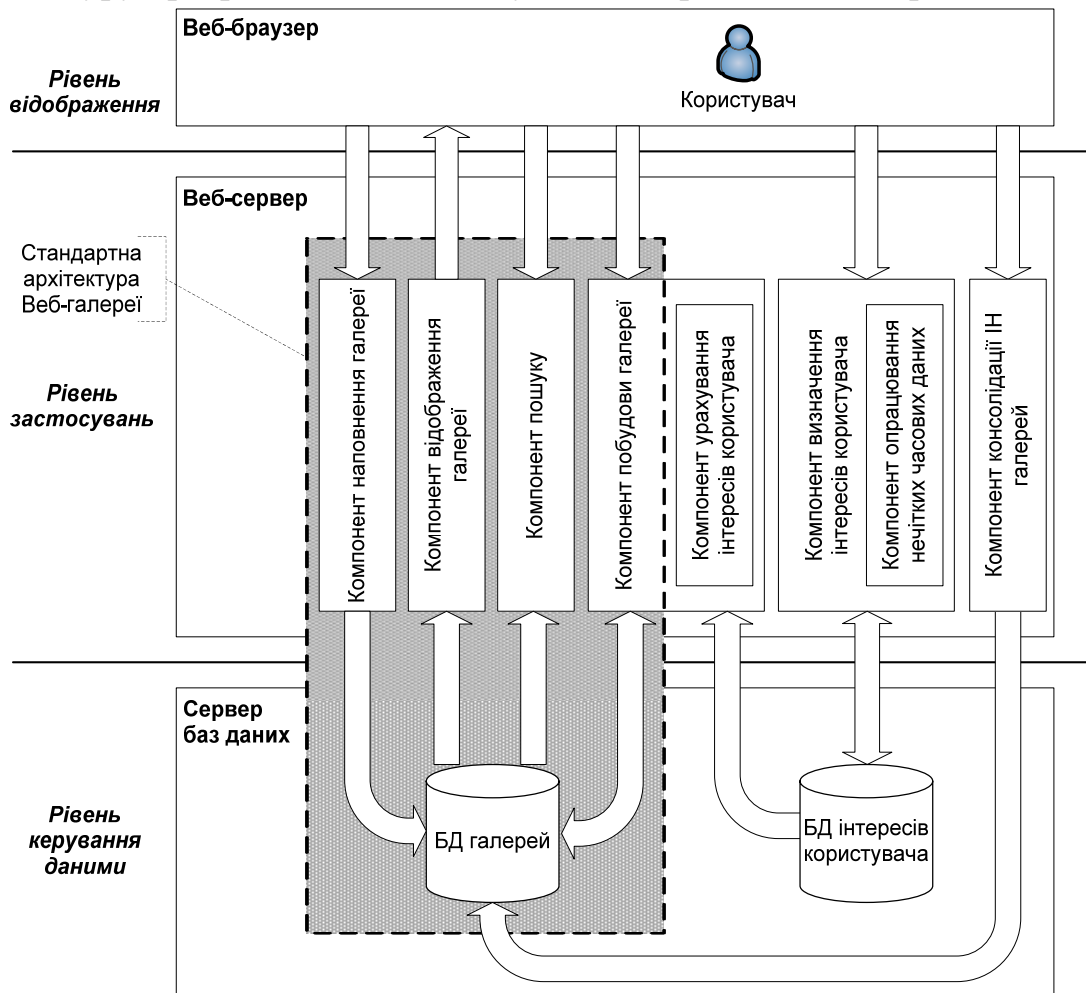 Веб-браузер
Рівень
відображення
Користувач
Веб-сервер
Стандартна
архітектура
Веб-галереї
Рівень
застосувань
Компонент наповнення галереї
Компонент відображення
галереї
Компонент пошуку
Компонент побудови галереї
Компонент урахування
інтересів користувача
Компонент визначення
інтересів користувача
Компонент опрацювання
нечітких часових даних
Компонент консолідації ІН
галерей
Сервер
баз даних
Рівень
керування
даними
БД галерей
БД інтересів
користувача